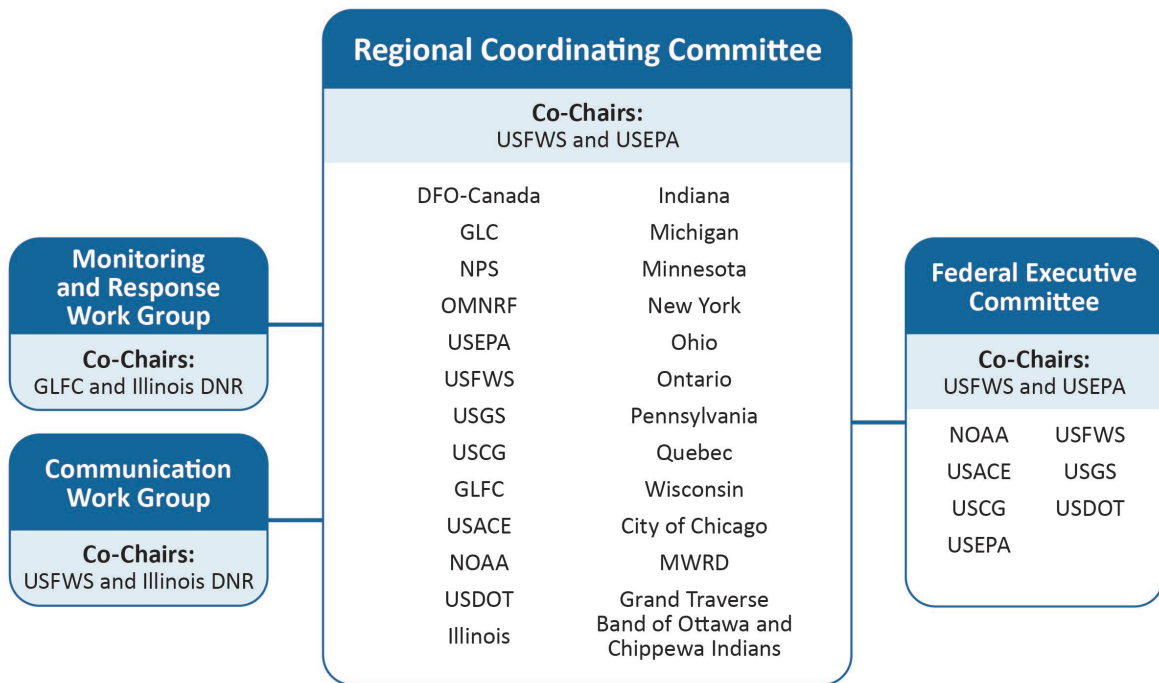 Regional Coordinating Committee
Co-Chairs:
USFWS and USEPA
DFO-Canada
GLC
NPS
OMNRF
USEPA
USFWS
USGS
USCG
GLFC
USACE
NOAA
USDOT
Illinois
Indiana
Michigan
Minnesota
New York
Ohio
Ontario
Pennsylvania
Quebec
Wisconsin
City of Chicago
MWRD
Grand Traverse
Band of Ottawa and
Chippewa Indians
Monitoring
and Response
Work Group
Co-Chairs:
GLFC and Illinois DNR
Communication
Work Group
Co-Chairs:
USFWS and Illinois DNR
Federal Executive
Committee
Co-Chairs:
USFWS and USEPA
NOAA
USACE
USCG
USEPA
USFWS
USGS
USDOT